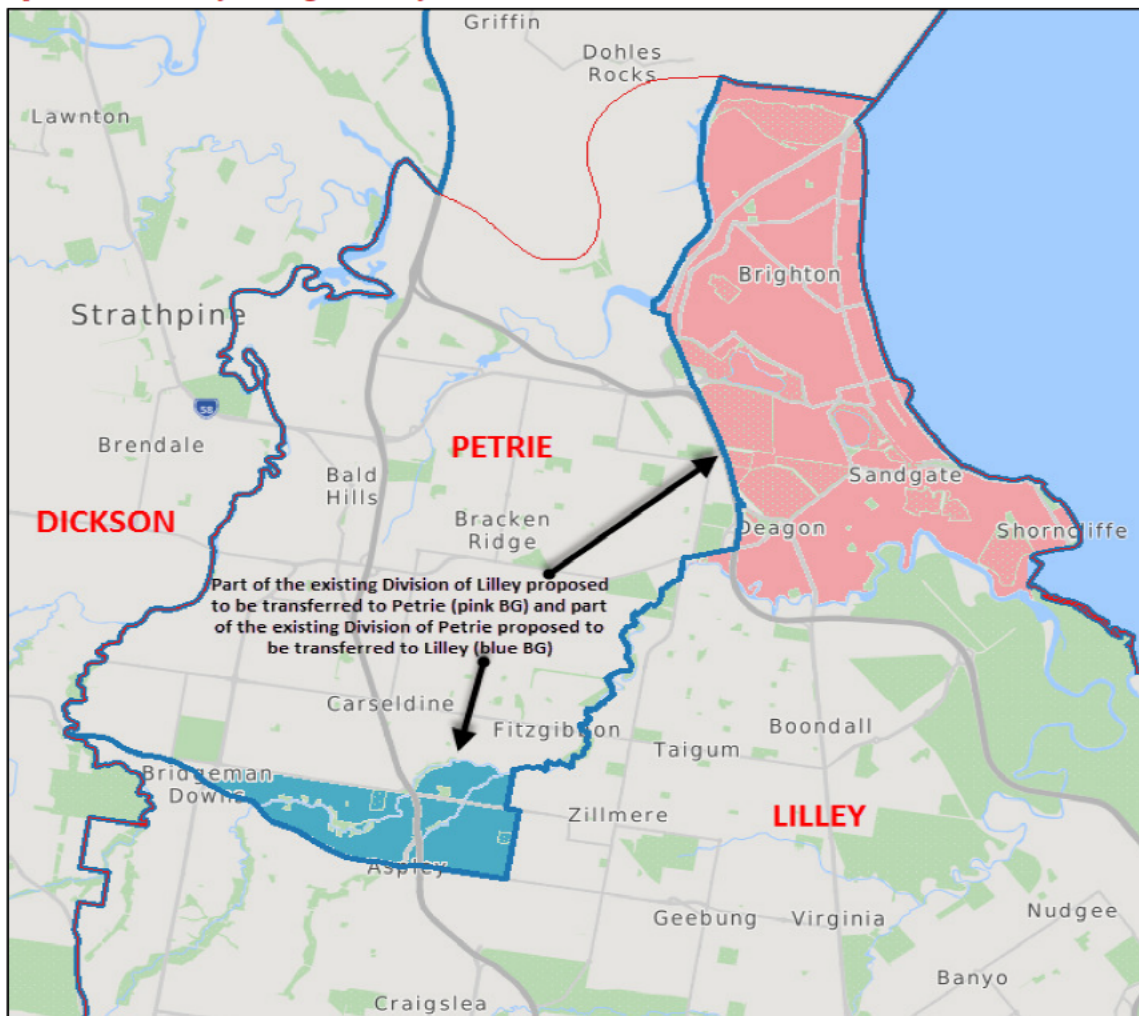 Griffin
Dohles
Rocks
Lawnton
Brighton
Strathpine
58
Brendale
PETRIE
Bald
Hills
Sandgate
DICKSON
Bracken
Ridge
Deagon
Shorncliffe
Part of the existing Division of Lilley proposed
to be transferred to Petrie (pink BG) and part
of the existing Division of Petrie proposed to
be transferred to Lilley (blue BG)
Carseldine
Fitzgibbon
Boondall
Taigum
Bridgeman
Downs
Zillmere
LILLEY
Aspley
Geebung
Virginia
Nudgee
Banyo
Craigslea